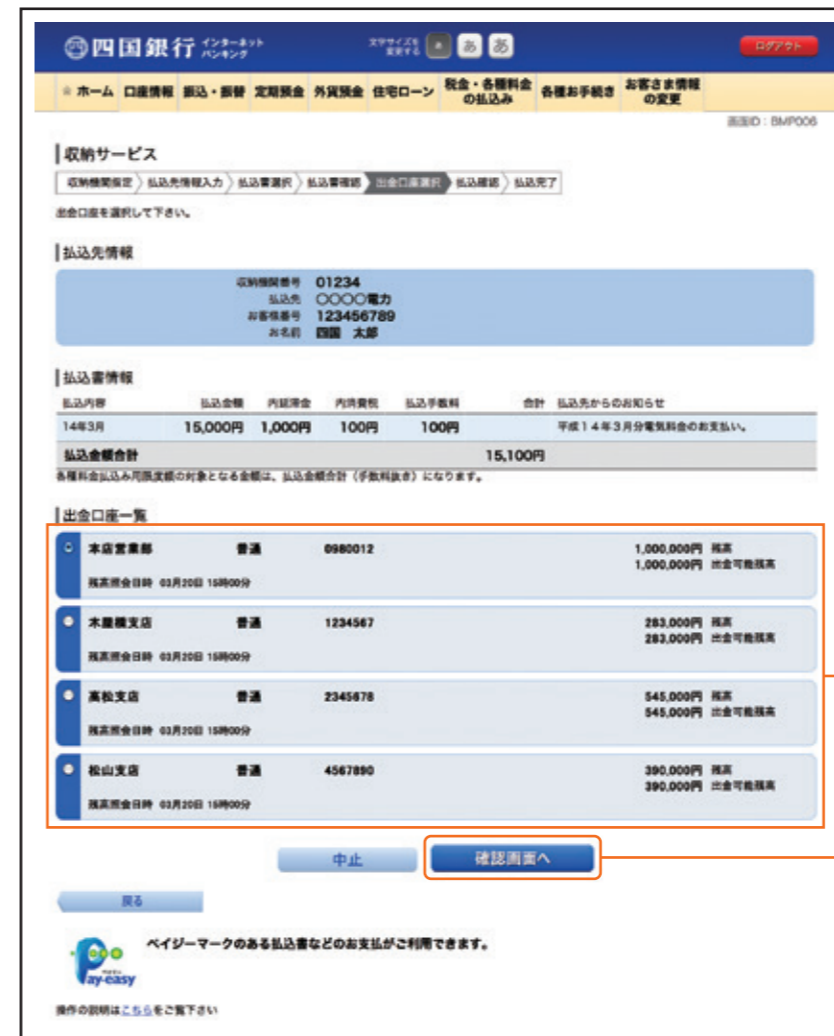 四国銀行 インターネットバンキング 文字サイズを変更する あ あ あ ログアウト
ホーム 口座情報 振込・振替 定期預金 外貨預金 住宅ローン 税金・各種料金の払込み 各種お手続き お客さま情報の変更
画面ID：BMP006
収納サービス
収納機関指定 払込先情報入力 払込書選択 払込書確認 出金口座選択 払込確認 払込完了
出金口座を選択して下さい。
払込先情報
収納機関番号 01234
払込先 〇〇〇〇電力
お客様番号 123456789
お名前 四国 太郎
払込書情報
払込内容 払込金額 内延滞金 内消費税 払込手数料 合計 払込先からのお知らせ
14年3月 15,000円 1,000円 100円 100円 平成14年3月分電気料金のお支払い。
払込金額合計 15,100円
各種料金払込み用限度額の対象となる金額は、払込金額合計（手数料抜き）になります。
出金口座一覧
本店営業部 普通 0980012 1,000,000円 残高
1,000,000円 出金可能残高
残高照会日時 03月20日 15時00分
木屋橋支店 普通 1234567 283,000円 残高
283,000円 出金可能残高
残高照会日時 03月20日 15時00分
高松支店 普通 2345678 545,000円 残高
545,000円 出金可能残高
残高照会日時 03月20日 15時00分
松山支店 普通 4567890 390,000円 残高
390,000円 出金可能残高
残高照会日時 03月20日 15時00分
中止 確認画面へ
戻る
ペイジーマークのある払込書などのお支払がご利用できます。
Pay-easy
操作の説明はこちらをご覧下さい